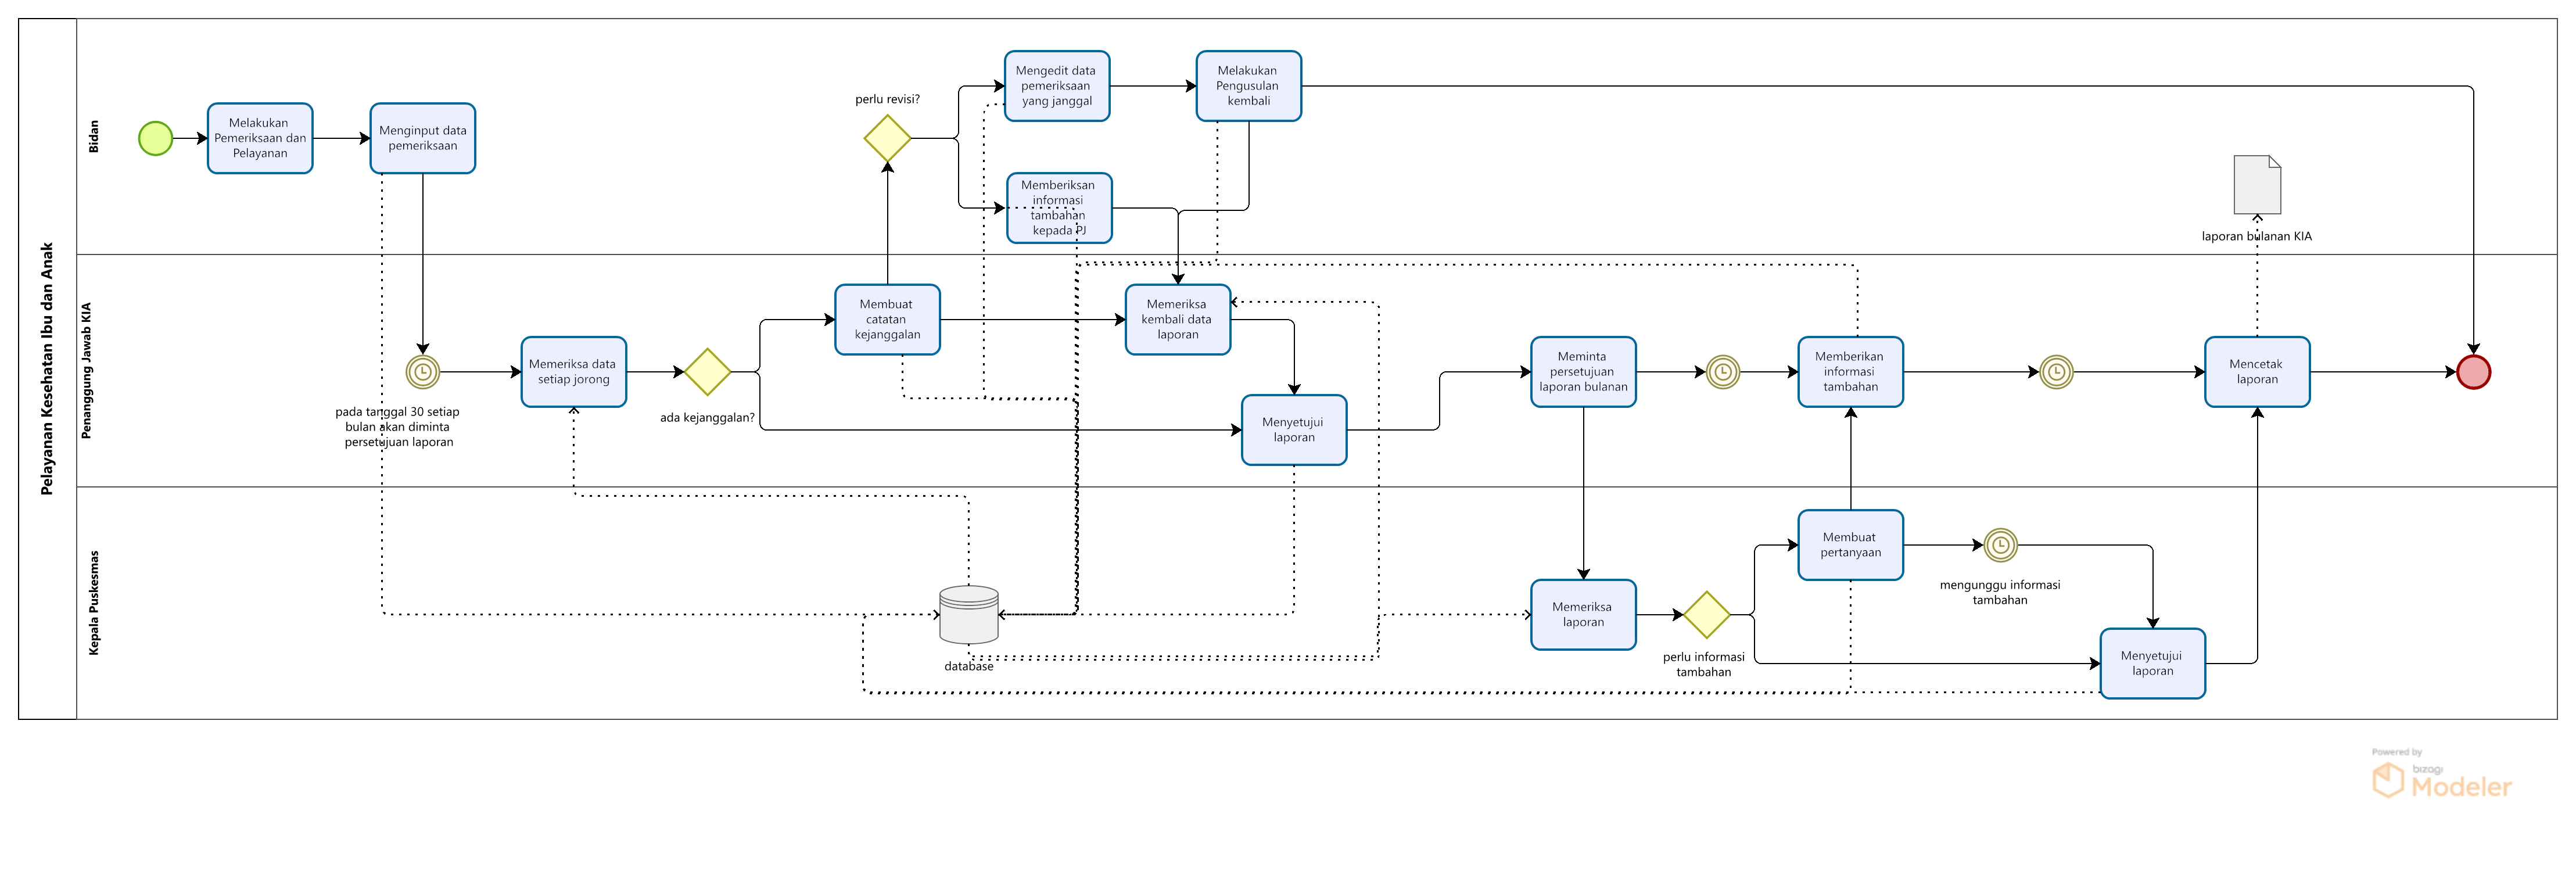 Pelayanan Kesehatan Ibu dan Anak
Bidan
Melakukan
Pemeriksaan dan
Pelayanan
Menginput data
pemeriksaan
perlu revisi?
Mengedit data
pemeriksaan
yang janggal
Melakukan
Pengusulan
kembali
Memberiksan
informasi
tambahan
kepada PJ
laporan bulanan KIA
Penanggung Jawab KIA
pada tanggal 30 setiap
bulan akan diminta
persetujuan laporan
Memeriksa data
setiap jorong
ada kejanggalan?
Membuat
catatan
kejanggalan
Memeriksa
kembali data
laporan
Menyetujui
laporan
Meminta
persetujuan
laporan bulanan
Memberikan
informasi
tambahan
Mencetak
laporan
Kepala Puskesmas
database
Memeriksa
laporan
perlu informasi
tambahan
Membuat
pertanyaan
mengunggu informasi
tambahan
Menyetujui
laporan
Powered by
bizagi
Modeler